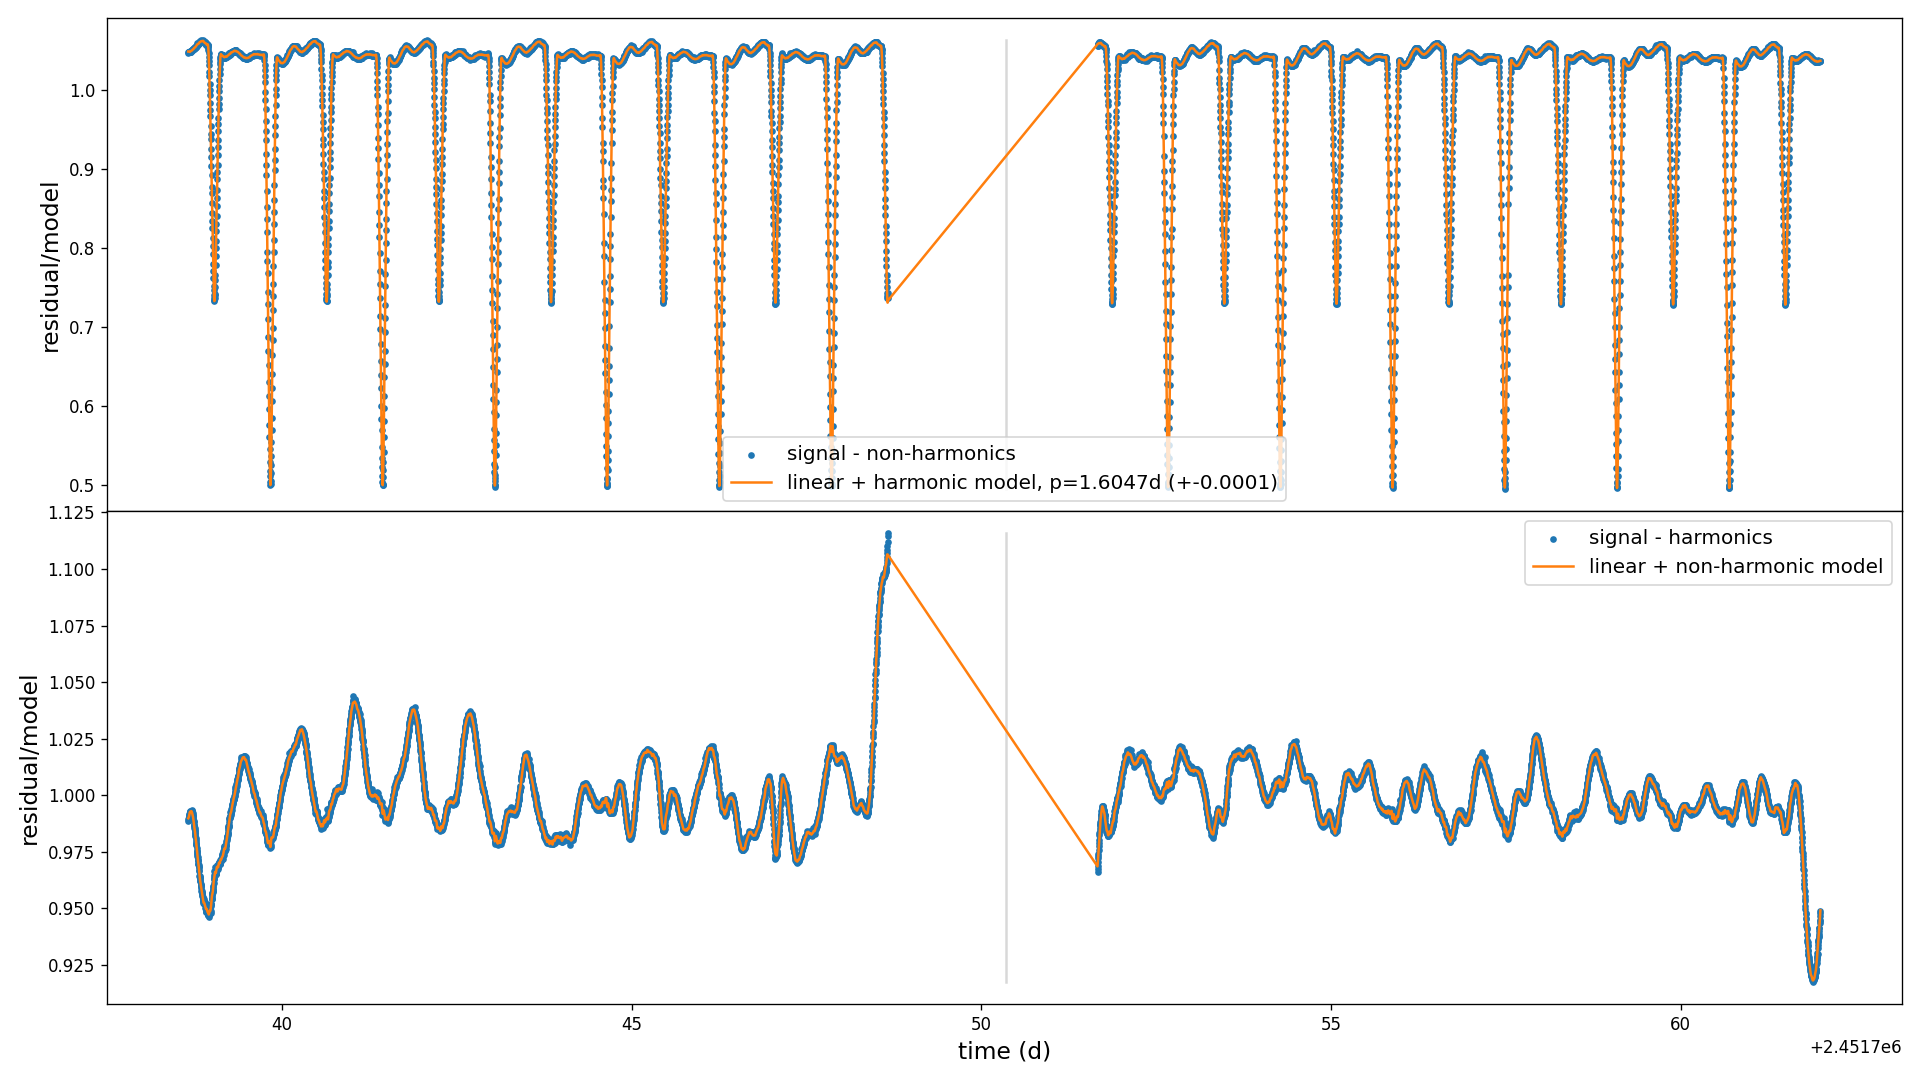 residual/model
1.0
0.9
0.8
0.7
0.6
0.5
signal - non-harmonics
linear + harmonic model, p=1.6047d (+-0.0001)
residual/model
1.125
1.100
1.075
1.050
1.025
1.000
0.975
0.950
0.925
signal - harmonics
linear + non-harmonic model
40 45 50 55 60
time (d)
+2.4517e6